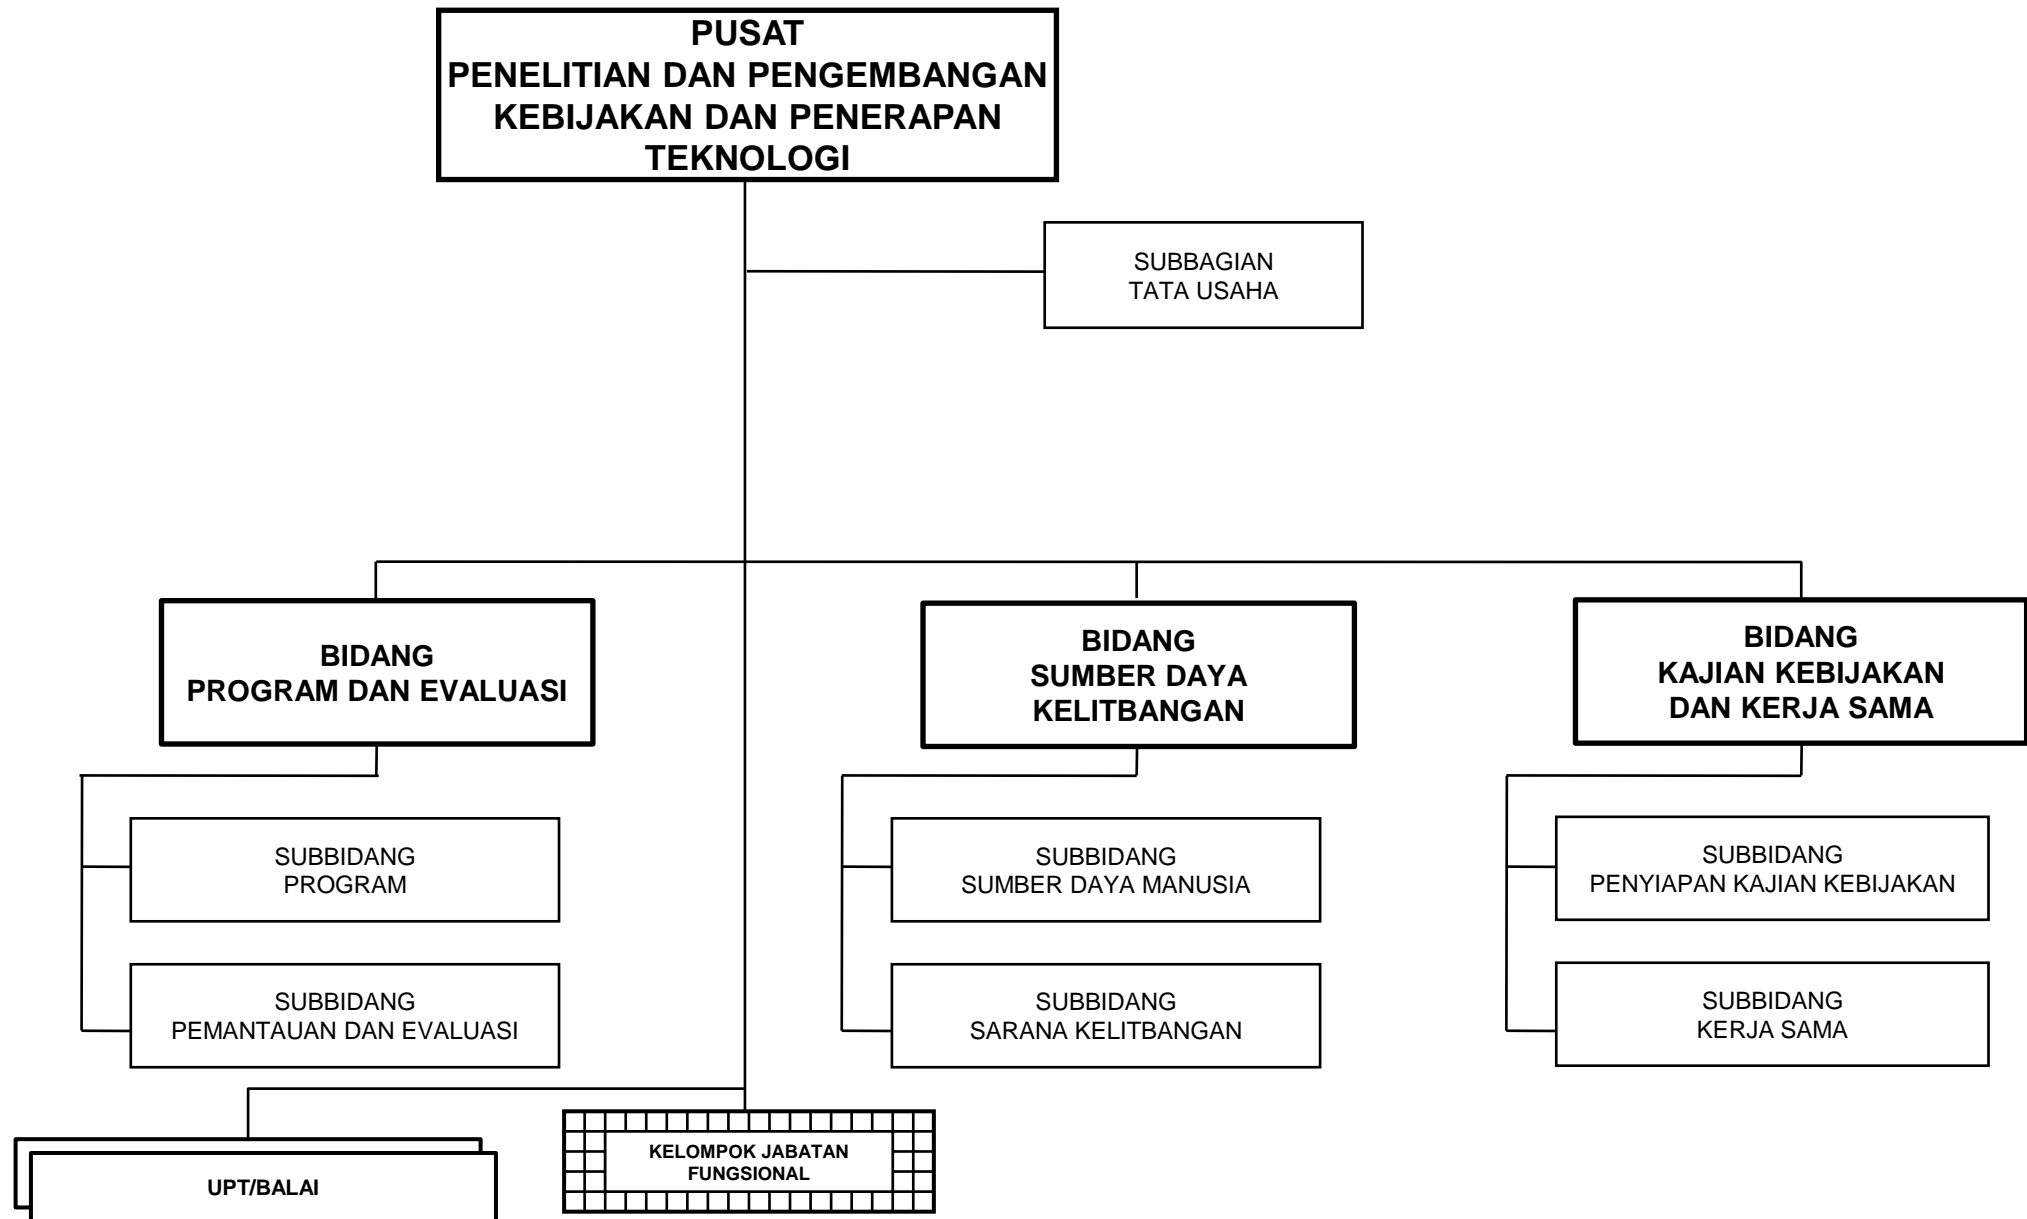 PUSAT
PENELITIAN DAN PENGEMBANGAN
KEBIJAKAN DAN PENERAPAN
TEKNOLOGI
SUBBAGIAN
TATA USAHA
BIDANG
PROGRAM DAN EVALUASI
BIDANG
SUMBER DAYA
KELITBANGAN
BIDANG
KAJIAN KEBIJAKAN
DAN KERJA SAMA
SUBBIDANG
PROGRAM
SUBBIDANG
SUMBER DAYA MANUSIA
SUBBIDANG
PENYIAPAN KAJIAN KEBIJAKAN
SUBBIDANG
PEMANTAUAN DAN EVALUASI
SUBBIDANG
SARANA KELITBANGAN
SUBBIDANG
KERJA SAMA
UPT/BALAI
KELOMPOK JABATAN
FUNGSIONAL